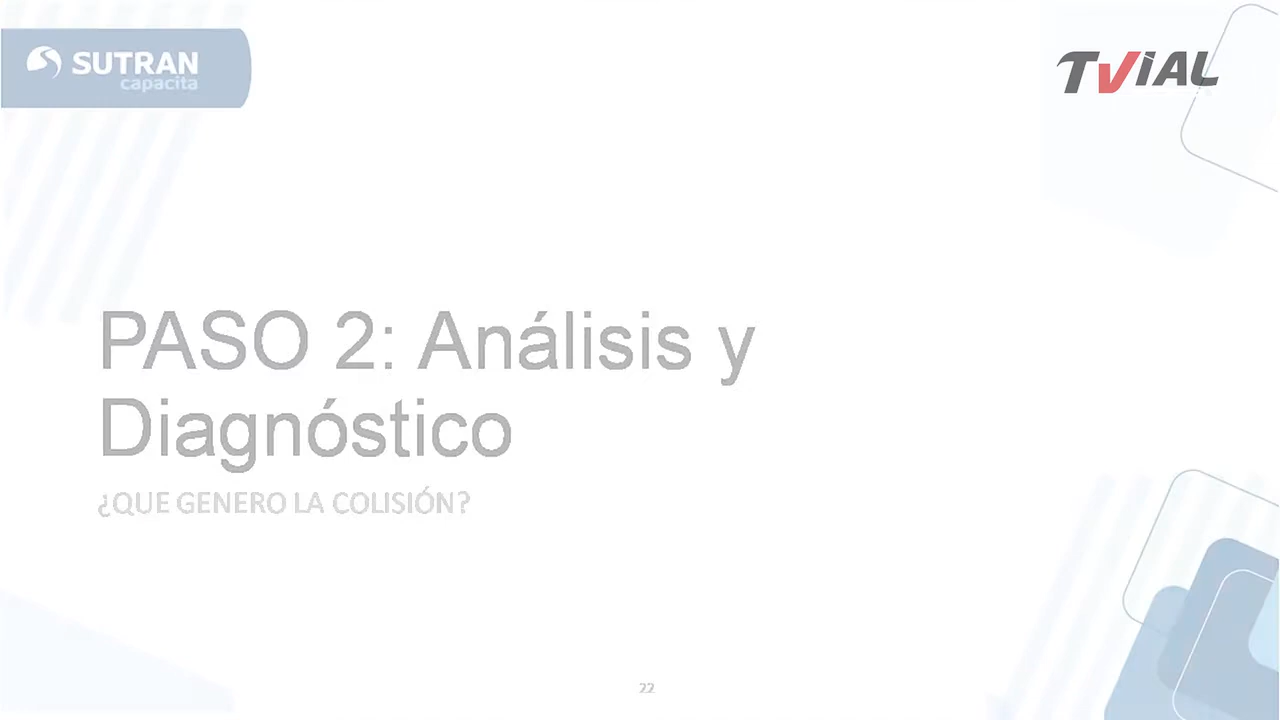 SUTRAN
capacita
TViAL
PASO 2: Análisis y
Diagnóstico
¿QUE GENERO LA COLISIÓN?
22